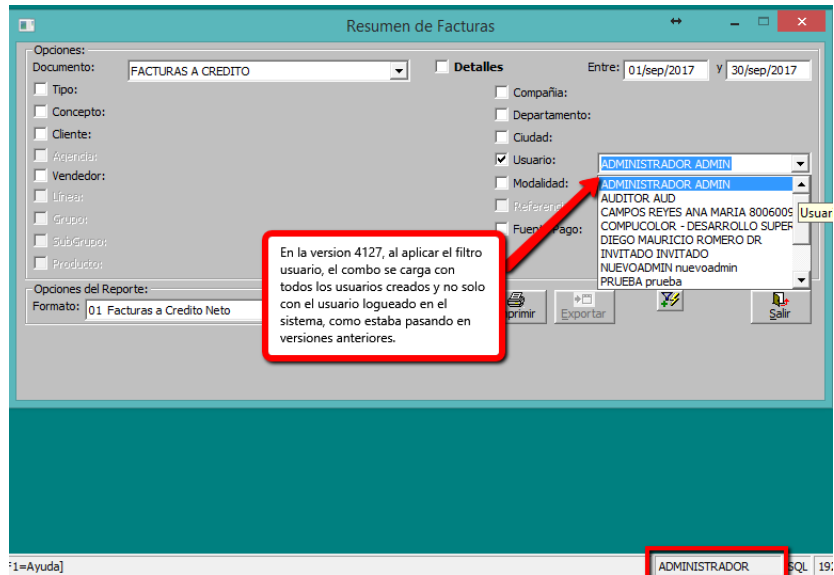 Resumen de Facturas
Opciones:
Documento: FACTURAS A CREDITO
Detalles
Entre: 01/sep/2017 y 30/sep/2017
Tipo:
Concepto:
Cliente:
Agencia:
Vendedor:
Línea:
Grupo:
SubGrupo:
Producto:
Compañia:
Departamento:
Ciudad:
Usuario: ADMINISTRADOR ADMIN
Modalidad:
Fuente Pago:
ADMINISTRADOR ADMIN
AUDITOR AUD
CAMPOS REYES ANA MARIA 8006009
COMPUCOLOR - DESARROLLO SUPER
DIEGO MAURICIO ROMERO DR
INVITADO INVITADO
NUEVOADMIN nuevoadmin
PRUEBA prueba
Usuar
En la version 4127, al aplicar el filtro
usuario, el combo se carga con
todos los usuarios creados y no solo
con el usuario logueado en el
sistema, como estaba pasando en
versiones anteriores.
Opciones del Reporte:
Formato: 01 Facturas a Credito Neto
primir
Exportar
Salir
F1=Ayuda]
ADMINISTRADOR
SQL
192